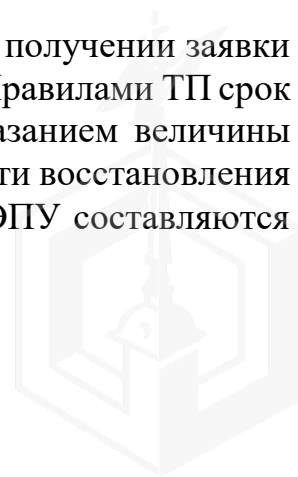 получении заявки
Правилами ТП срок
азанием величины
ти восстановления
ЭПУ составляются